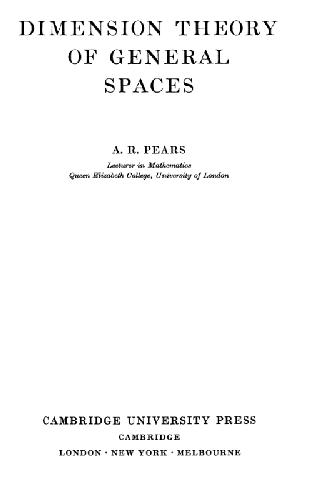 DIMENSION THEORY
OF GENERAL
SPACES
A. R. PEARS
Lecturer in Mathematics
Queen Elizabeth College, University of London
CAMBRIDGE UNIVERSITY PRESS
CAMBRIDGE
LONDON · NEW YORK · MELBOURNE